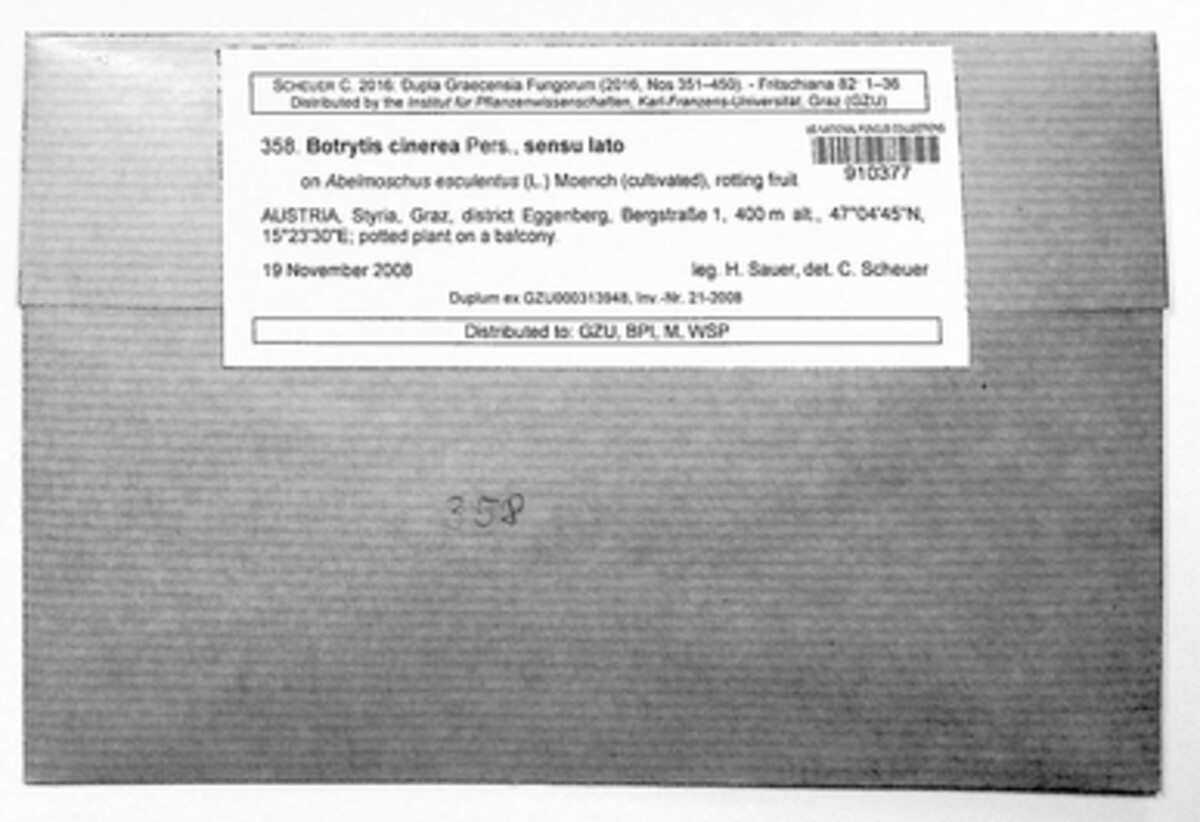 SCHEUER C. 2016: Dupla Graecensia Fungorum (2016, Nos 351–450). - Fritschiana 82: 1–36.
Distributed by the Institut für Pflanzenwissenschaften, Karl-Franzens-Universität, Graz (GZU)
US NATIONAL FUNGUS COLLECTIONS
358. Botrytis cinerea Pers., sensu lato
910377
on Abelmoschus esculentus (L.) Moench (cultivated), rotting fruit
AUSTRIA, Styria, Graz, district Eggenberg, Bergstraße 1, 400 m alt., 47°04'45"N,
15°23'30"E; potted plant on a balcony.
19 November 2008 leg. H. Sauer, det. C. Scheuer
Duplum ex GZU000313948, Inv.-Nr. 21-2008
Distributed to: GZU, BPI, M, WSP
358